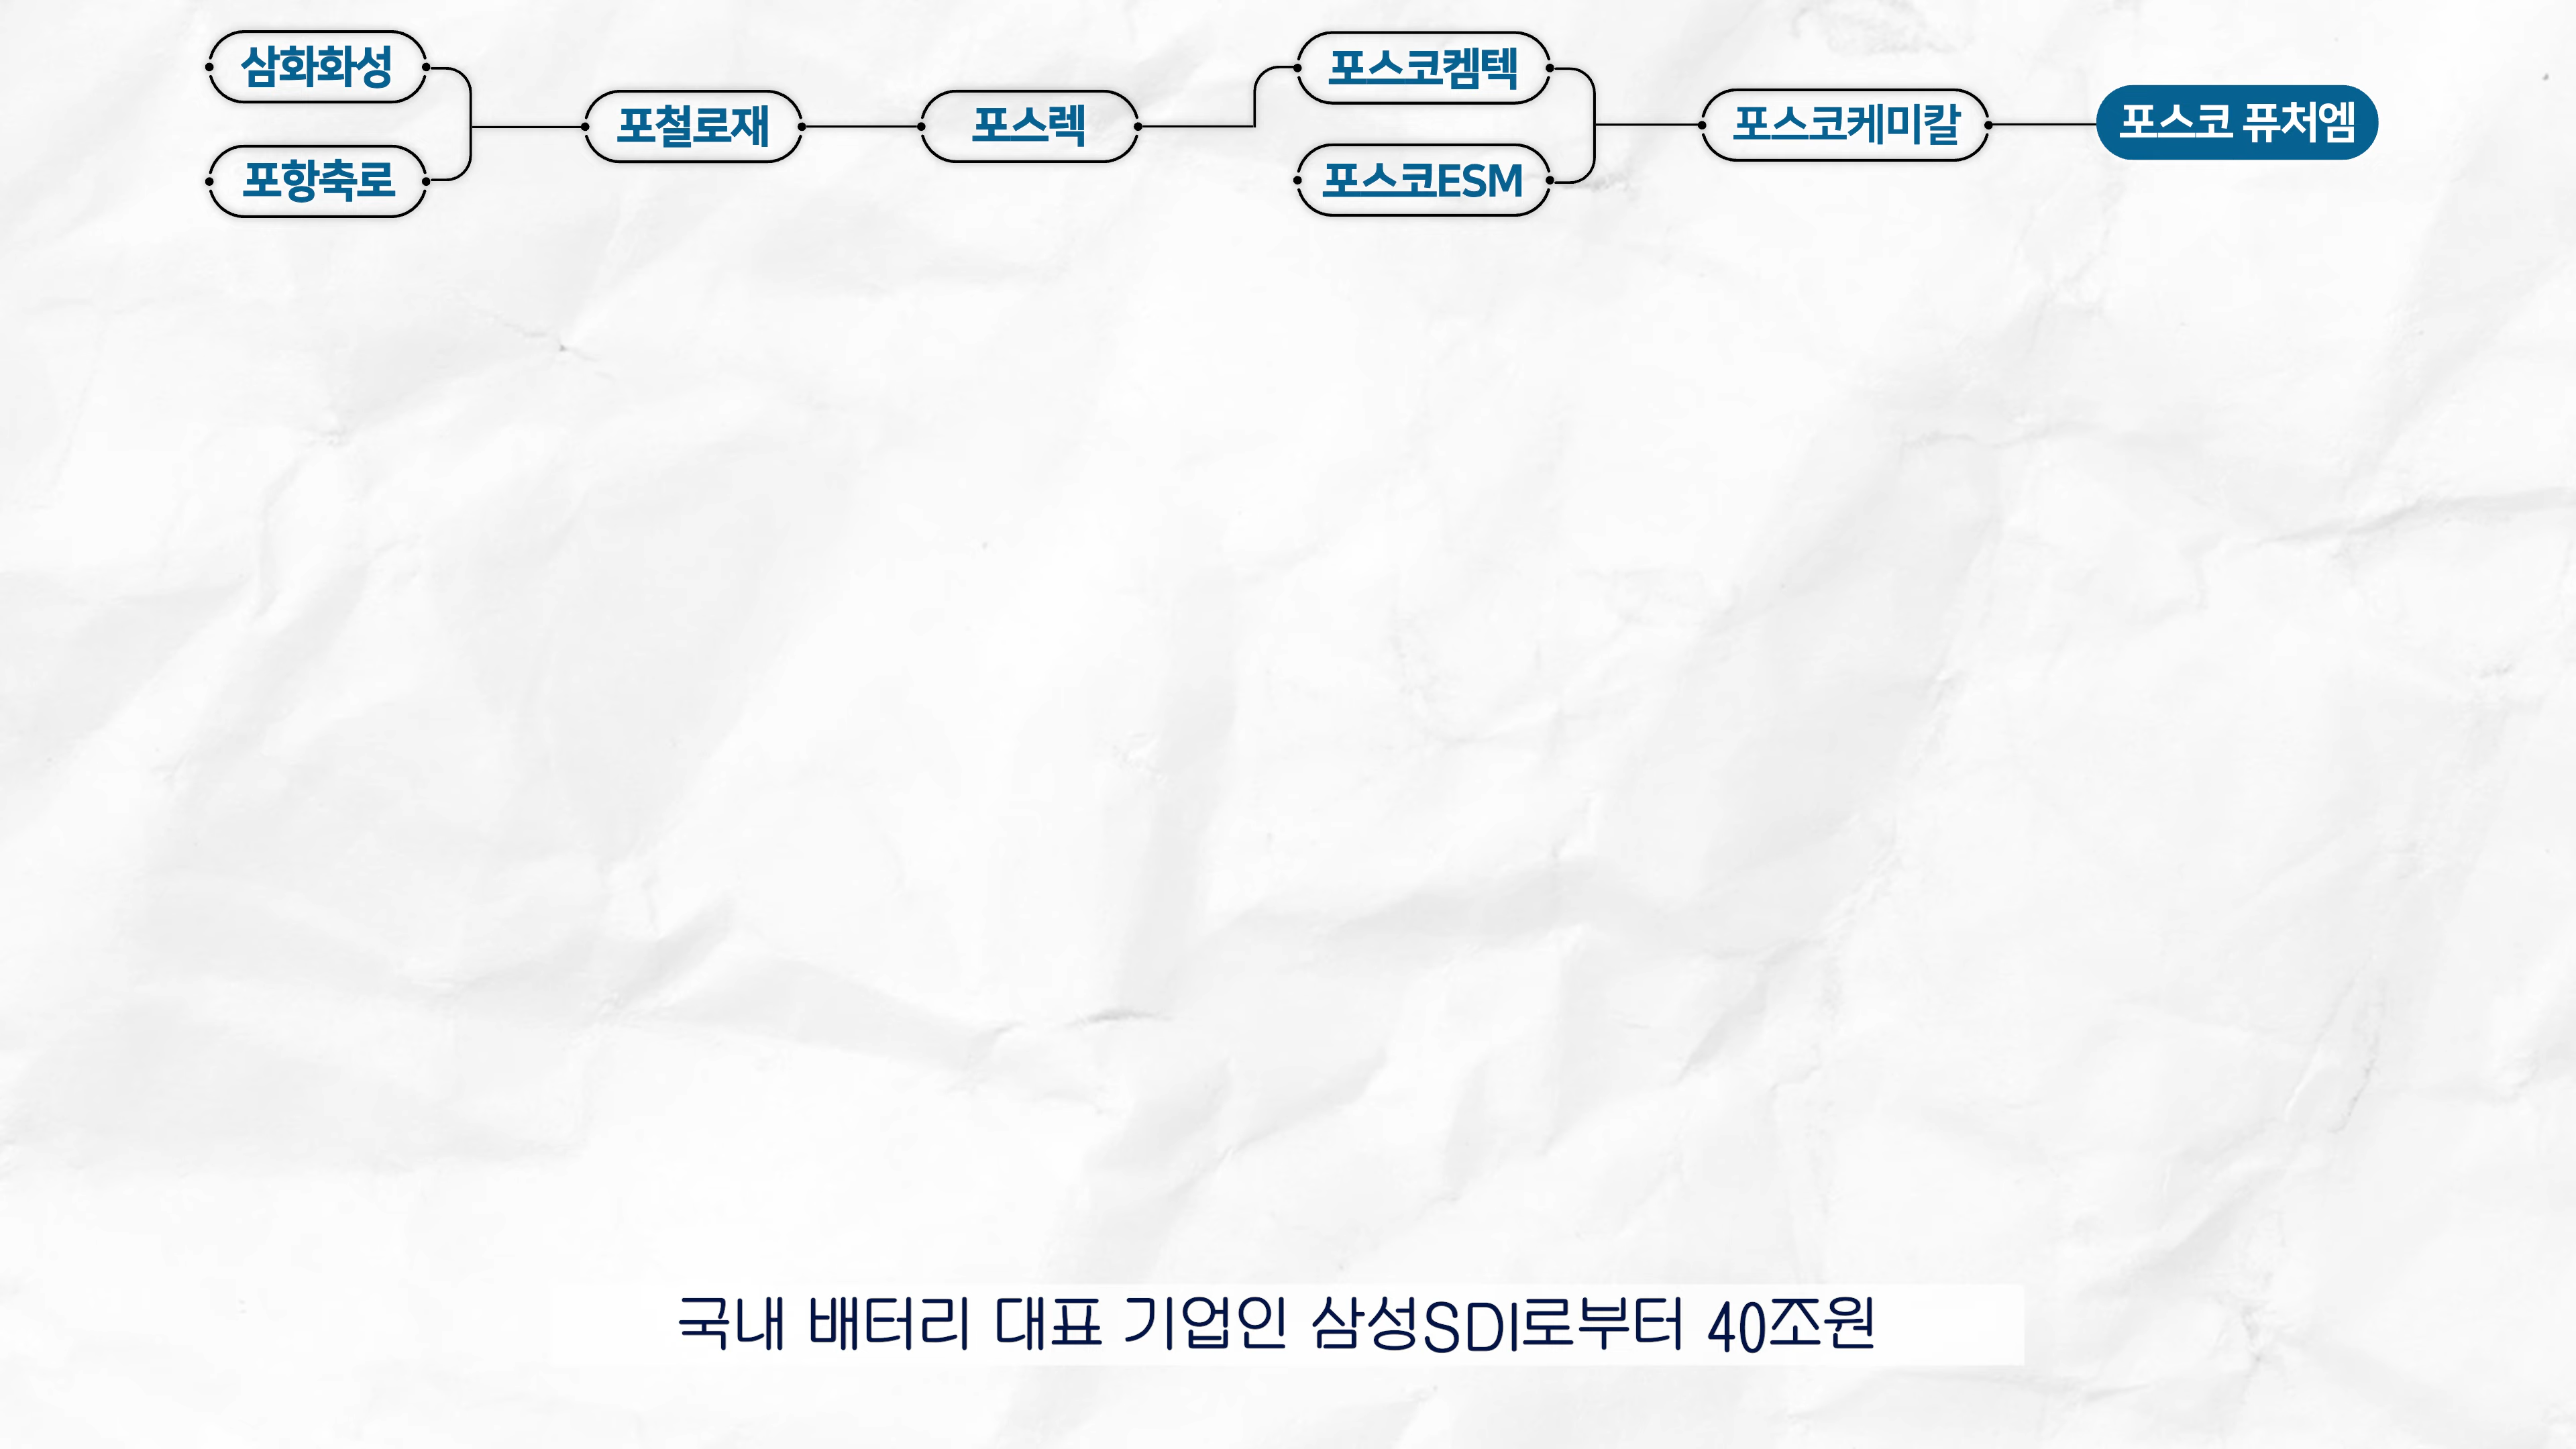 삼화화성
포항축로
포철로재
포스렉
포스코켐텍
포스코ESM
포스코케미칼
포스코 퓨처엠
국내 배터리 대표 기업인 삼성SDI로부터 40조원